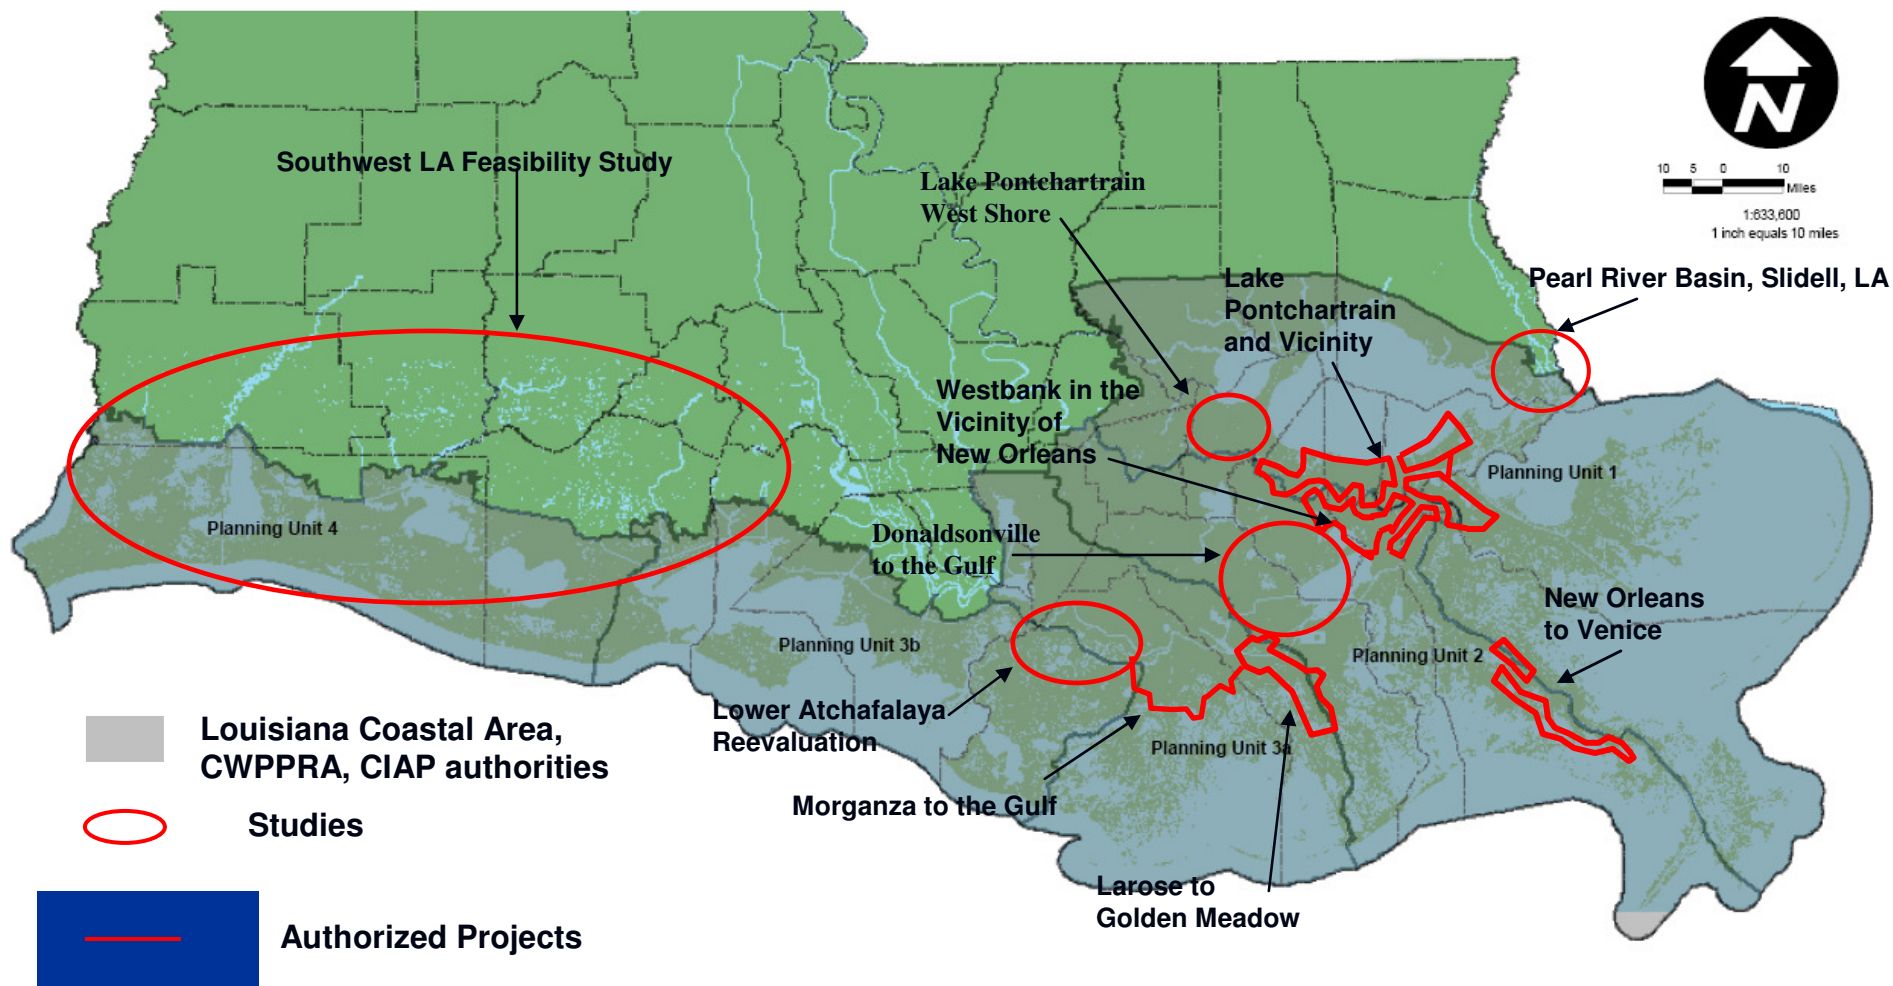 N
10 5 0 10
Miles
1:633,600
1 inch equals 10 miles
Southwest LA Feasibility Study
Lake Pontchartrain
West Shore
Lake
Pontchartrain
and Vicinity
Pearl River Basin, Slidell, LA
Westbank in the
Vicinity of
New Orleans
Planning Unit 1
Planning Unit 4
Donaldsonville
to the Gulf
New Orleans
to Venice
Planning Unit 3b
Planning Unit 2
Lower Atchafalaya
Reevaluation
Planning Unit 3a
Morganza to the Gulf
Larose to
Golden Meadow
Louisiana Coastal Area,
CWPPRA, CIAP authorities
Studies
Authorized Projects